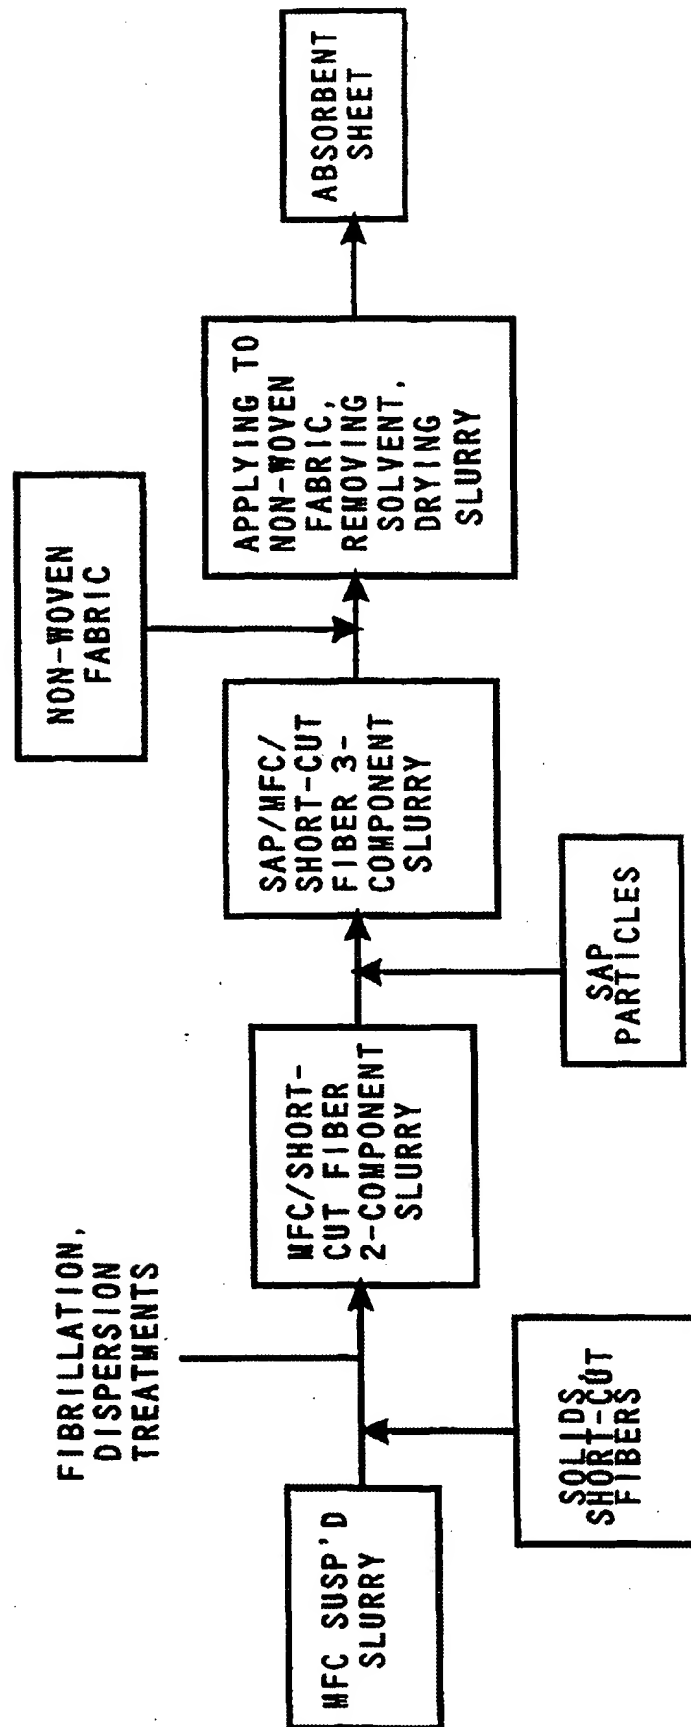 MFC SUSP'D
SLURRY
SOLIDS,
SHORT-CUT
FIBERS
FIBRILLATION,
DISPERSION
TREATMENTS
MFC/SHORT-
CUT FIBER
2-COMPONENT
SLURRY
SAP
PARTICLES
SAP/MFC/
SHORT-CUT
FIBER 3-
COMPONENT
SLURRY
NON-WOVEN
FABRIC
APPLYING TO
NON-WOVEN
FABRIC,
REMOVING
SOLVENT,
DRYING
SLURRY
ABSORBENT
SHEET